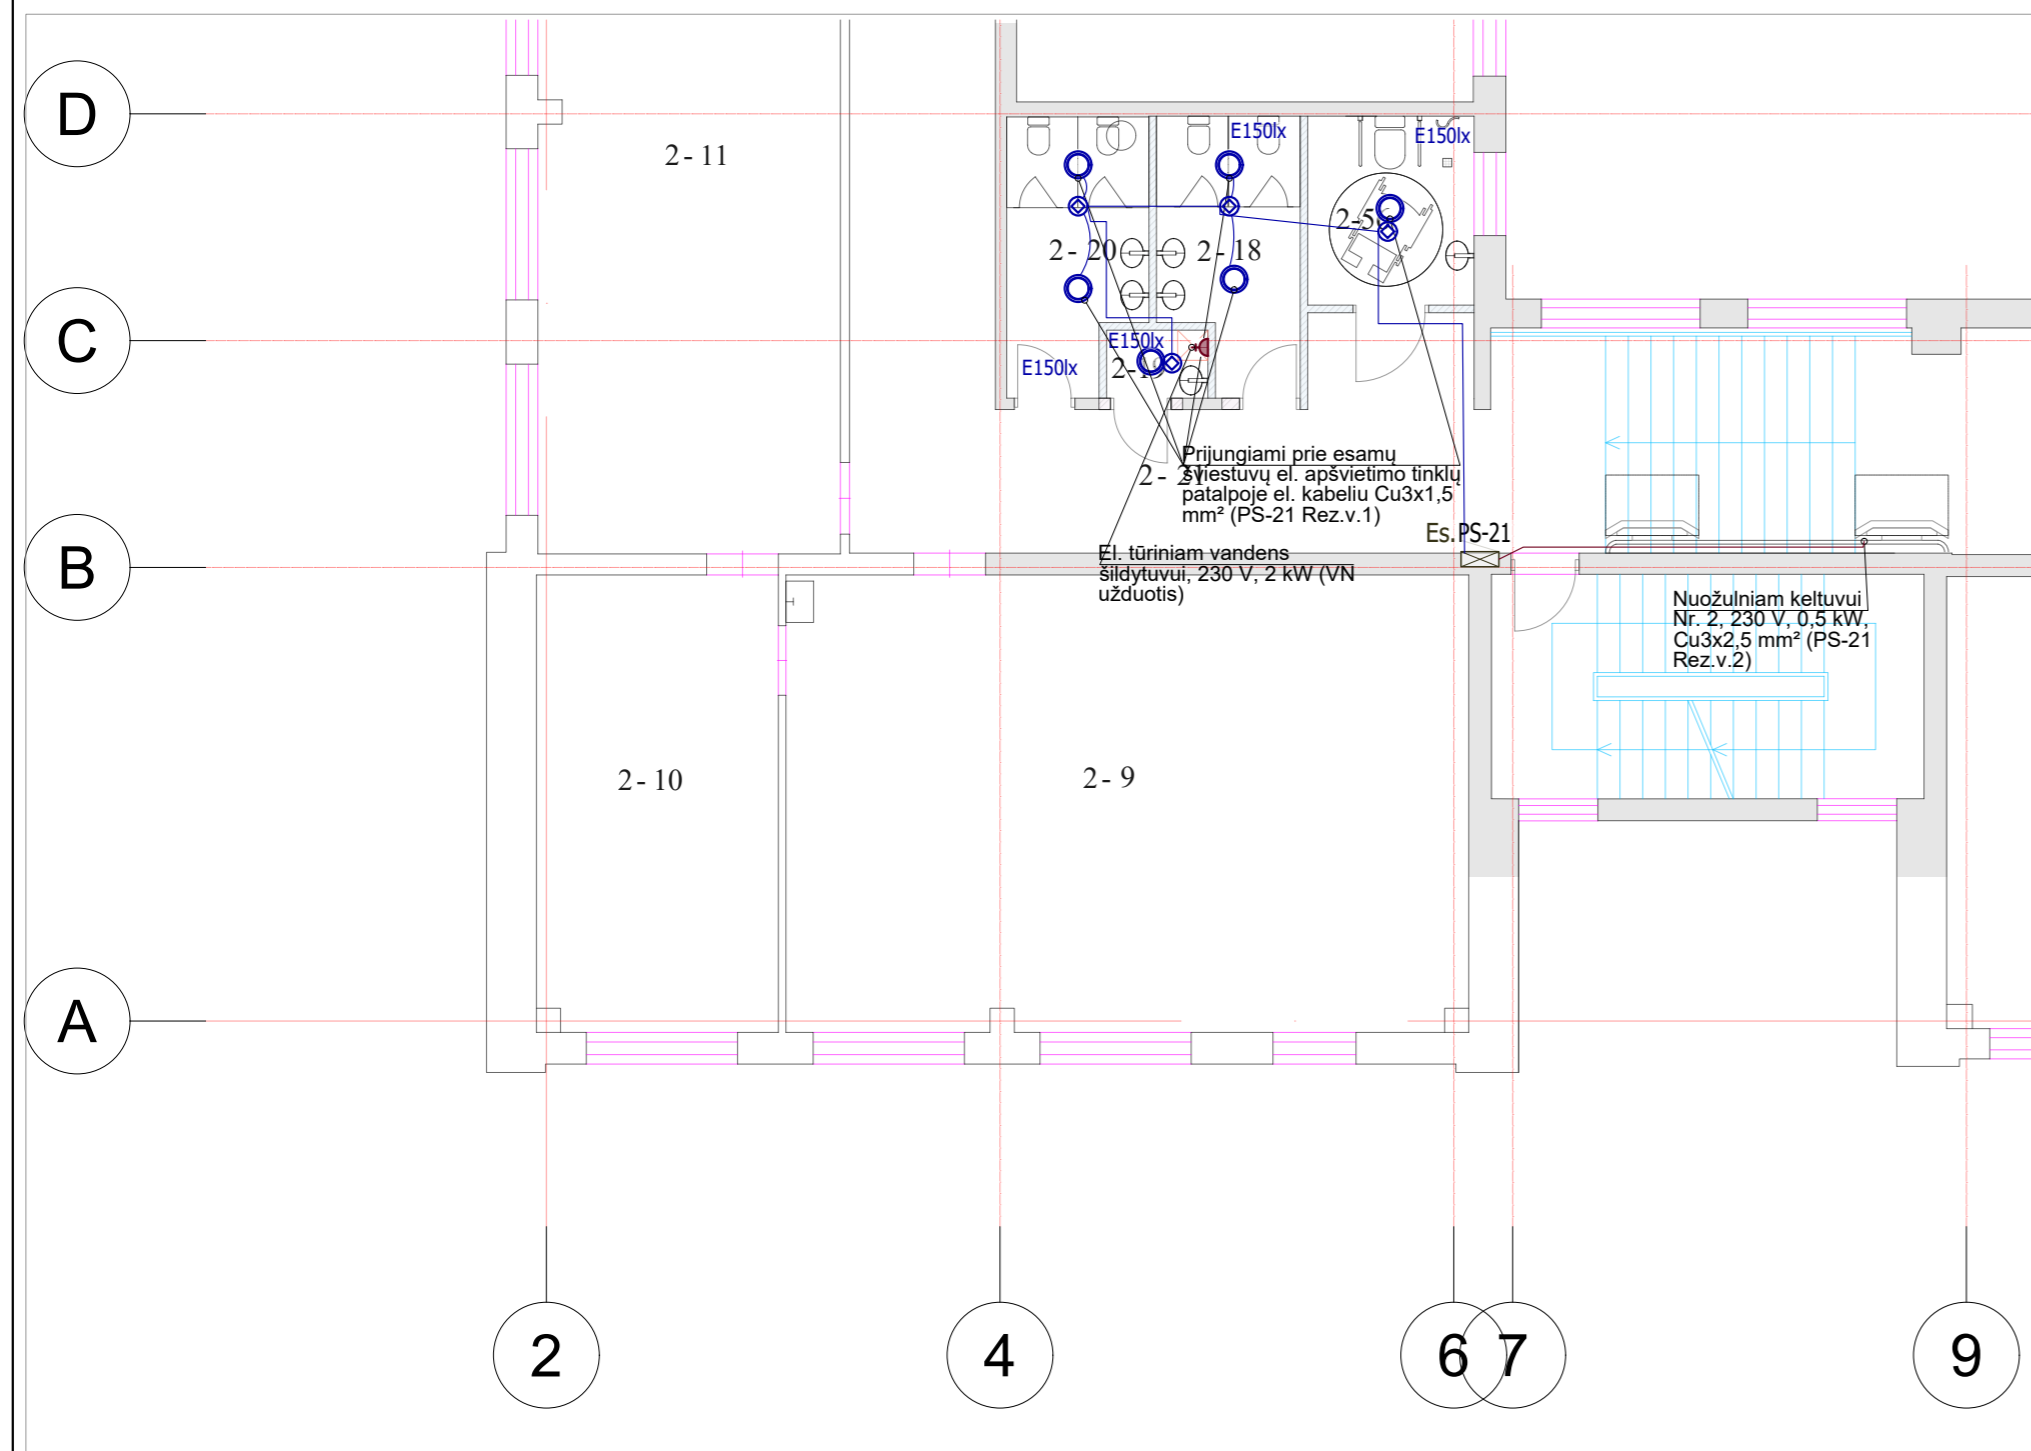 D
E150lx
E150lx
2- 11
2- 20
2- 18
C
E150lx
E150lx
Prijungiami prie esamų
šviestuvų el. apšvietimo tinklų
patalpoje el. kabeliu Cu3x1,5
mm² (PS-21 Rez.v.1)
2- 21
Es.PS-21
B
El. tūriniam vandens
šildytuvui, 230 V, 2 kW (VN
užduotis)
Nuožulniam keltuvui
Nr. 2, 230 V, 0,5 kW,
Cu3x2,5 mm² (PS-21
Rez.v.2)
2- 10
2- 9
A
2
4
6
7
9